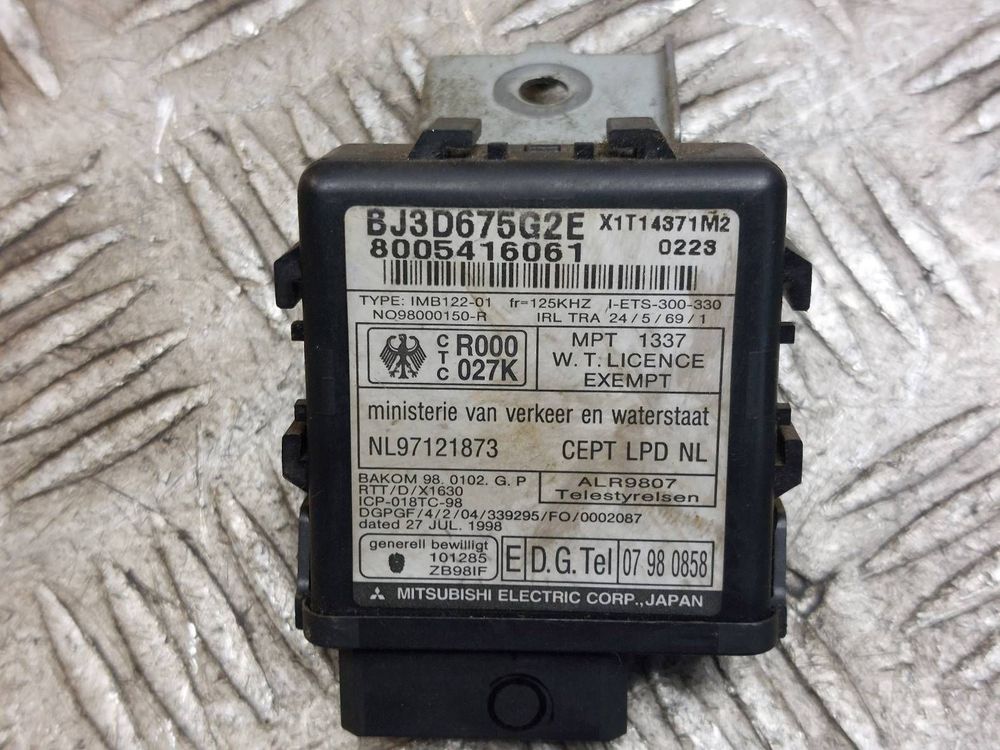 BJ3D675G2E X1T14371M2
8005416061 0223
TYPE: IMB122-01 fr=125KHZ I-ETS-300-330
NO98000150-R IRL TRA 24/5/69/1
CTC R000 027K
MPT 1337
W. T. LICENCE
EXEMPT
ministerie van verkeer en waterstaat
NL97121873 CEPT LPD NL
BAKOM 98. 0102. G. P
RTT/D/X1630
ICP-018TC-98
ALR9807
Telestyrelsen
DGPGF/4/2/04/339295/FO/0002087
dated 27 JUL. 1998
generell bewilligt
101285
ZB98IF
E D.G.Tel 07 98 0858
MITSUBISHI ELECTRIC CORP.,JAPAN